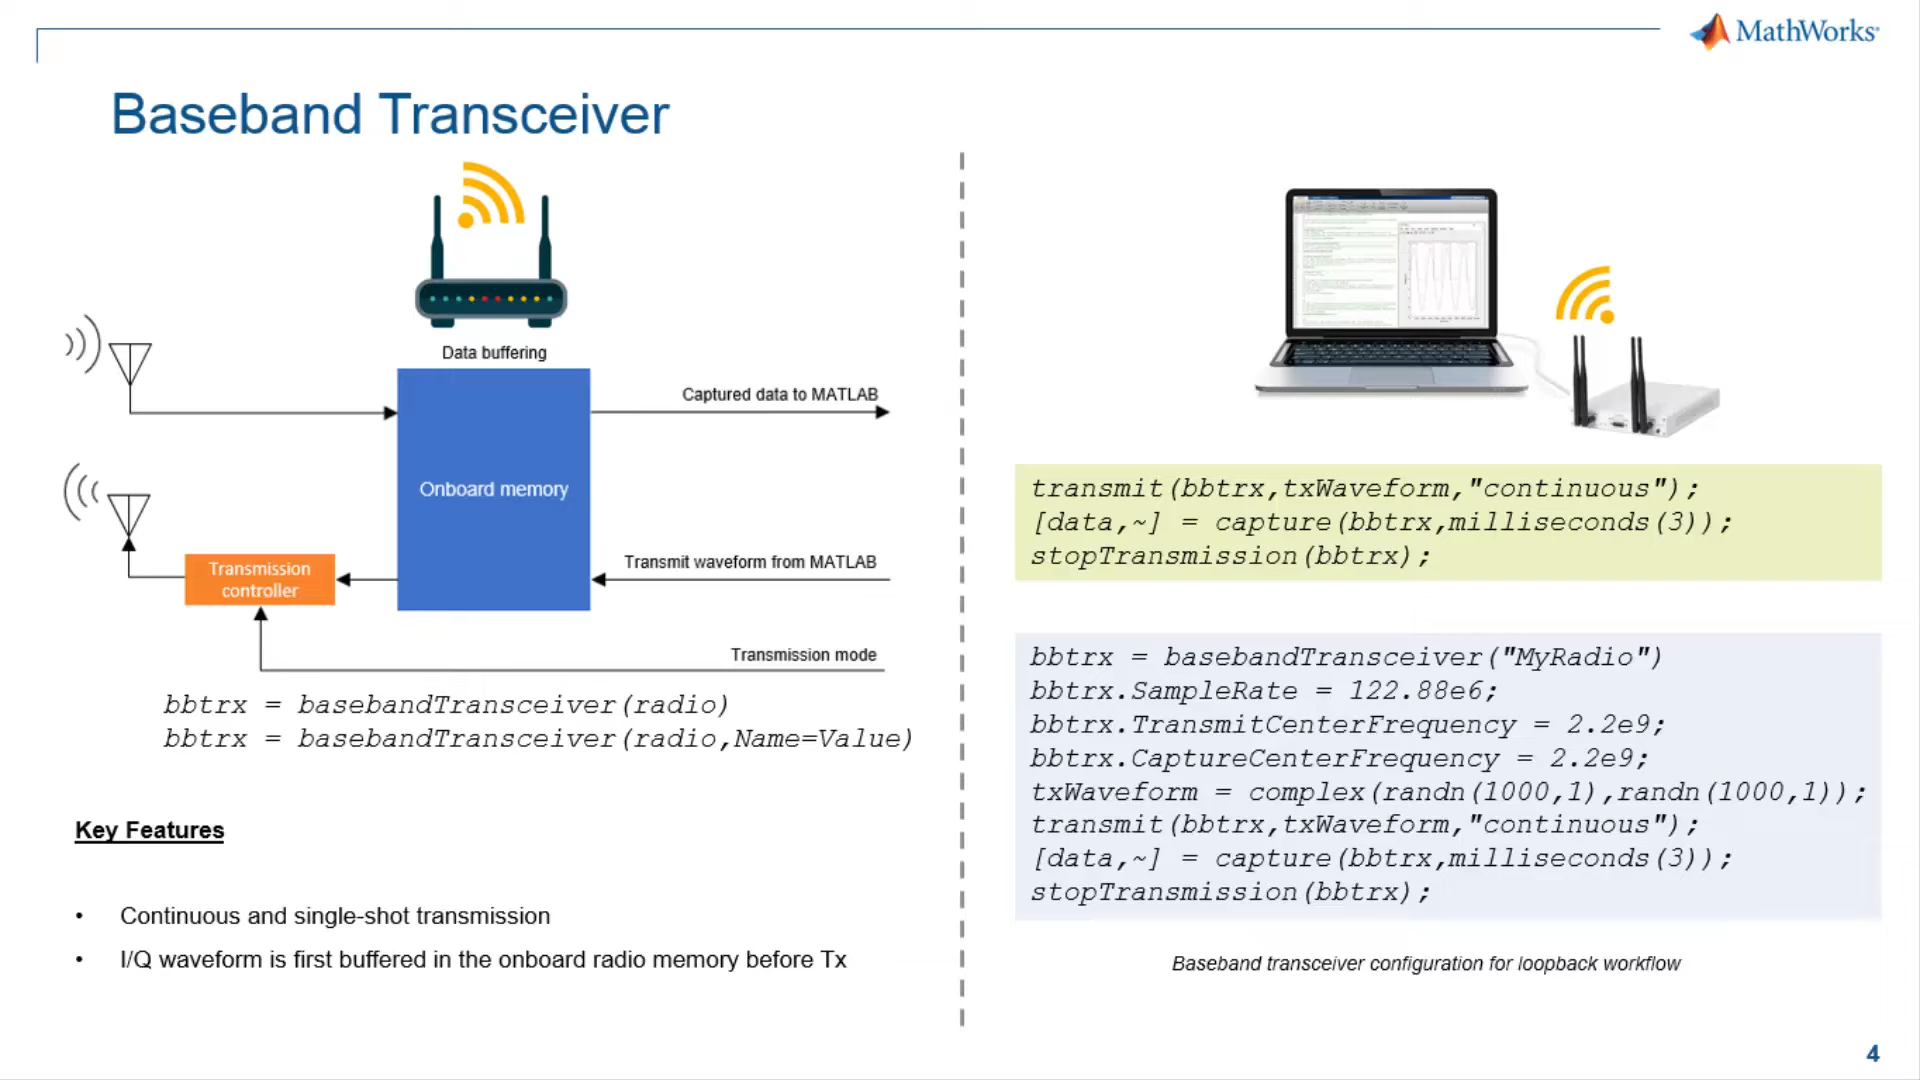 MathWorks
Baseband Transceiver
Data buffering
Captured data to MATLAB
Onboard memory
Transmit waveform from MATLAB
Transmission
controller
Transmission mode
bbtrx = basebandTransceiver(radio)
bbtrx = basebandTransceiver(radio,Name=Value)
Key Features
• Continuous and single-shot transmission
• I/Q waveform is first buffered in the onboard radio memory before Tx
transmit(bbtrx,txWaveform,"continuous");
[data,~] = capture(bbtrx,milliseconds(3));
stopTransmission(bbtrx);
bbtrx = basebandTransceiver("MyRadio")
bbtrx.SampleRate = 122.88e6;
bbtrx.TransmitCenterFrequency = 2.2e9;
bbtrx.CaptureCenterFrequency = 2.2e9;
txWaveform = complex(randn(1000,1),randn(1000,1));
transmit(bbtrx,txWaveform,"continuous");
[data,~] = capture(bbtrx,milliseconds(3));
stopTransmission(bbtrx);
Baseband transceiver configuration for loopback workflow
4